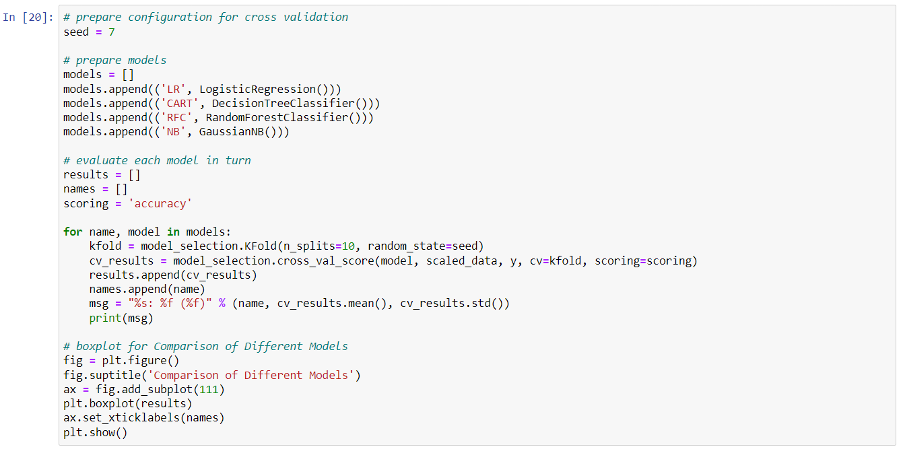 In [20]: # prepare configuration for cross validation
seed = 7

# prepare models
models = []
models.append(('LR', LogisticRegression()))
models.append(('CART', DecisionTreeClassifier()))
models.append(('RFC', RandomForestClassifier()))
models.append(('NB', GaussianNB()))

# evaluate each model in turn
results = []
names = []
scoring = 'accuracy'

for name, model in models:
    kfold = model_selection.KFold(n_splits=10, random_state=seed)
    cv_results = model_selection.cross_val_score(model, scaled_data, y, cv=kfold, scoring=scoring)
    results.append(cv_results)
    names.append(name)
    msg = "%s: %f (%f)" % (name, cv_results.mean(), cv_results.std())
    print(msg)

# boxplot for Comparison of Different Models
fig = plt.figure()
fig.suptitle('Comparison of Different Models')
ax = fig.add_subplot(111)
plt.boxplot(results)
ax.set_xticklabels(names)
plt.show()